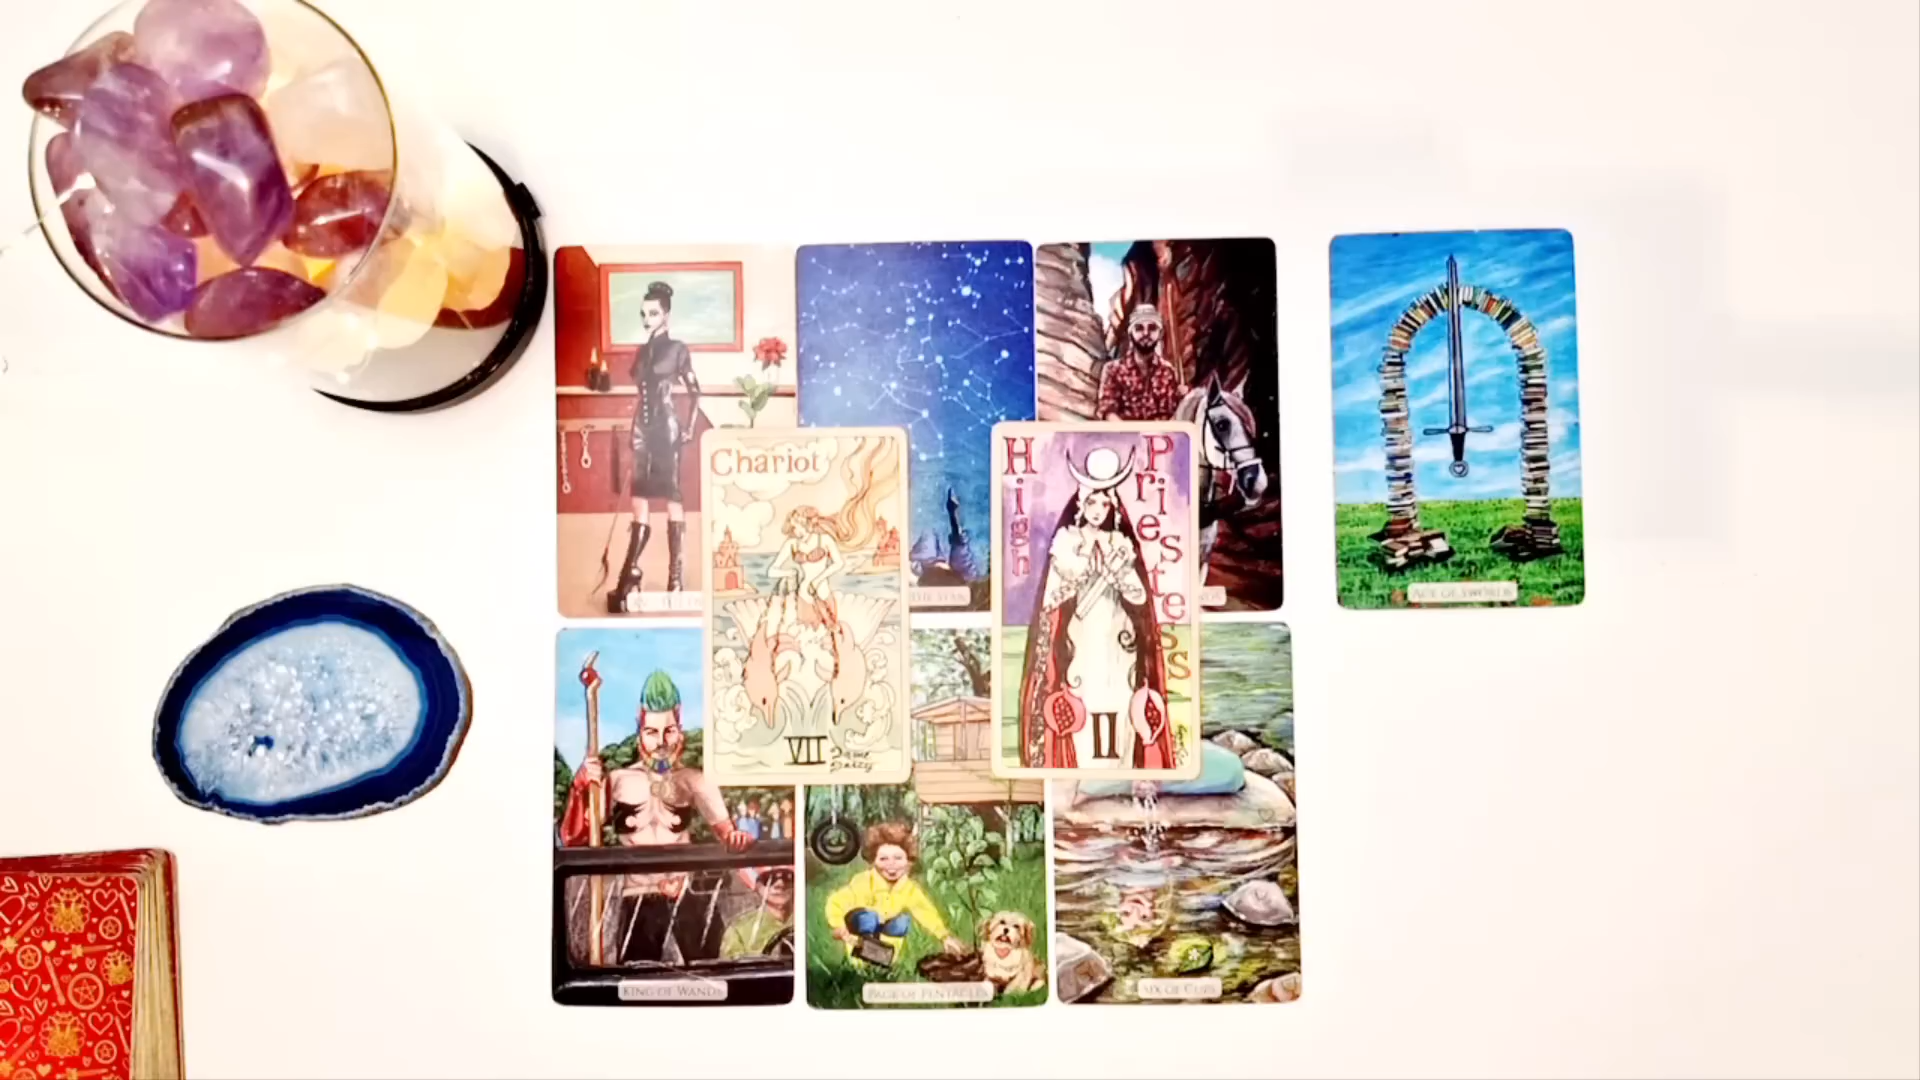 Chariot
High
Priestess
ACE OF SWORDS
THE STAR
VII
II
KING OF WANDS
PAGE OF PENTACLES
SIX OF CUPS